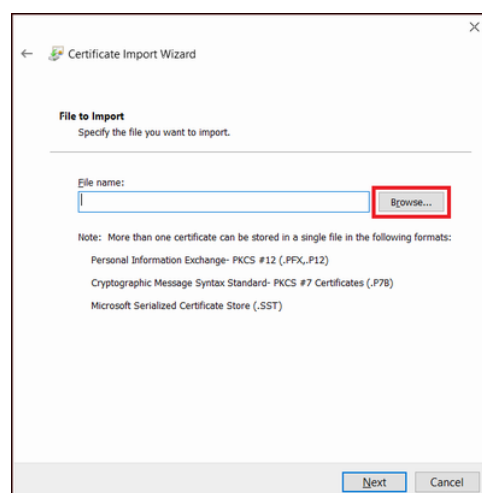 Certificate Import Wizard
File to Import
Specify the file you want to import.
File name:
Browse...
Note: More than one certificate can be stored in a single file in the following formats:
Personal Information Exchange- PKCS #12 (.PFX,.P12)
Cryptographic Message Syntax Standard- PKCS #7 Certificates (.P7B)
Microsoft Serialized Certificate Store (.SST)
Next Cancel